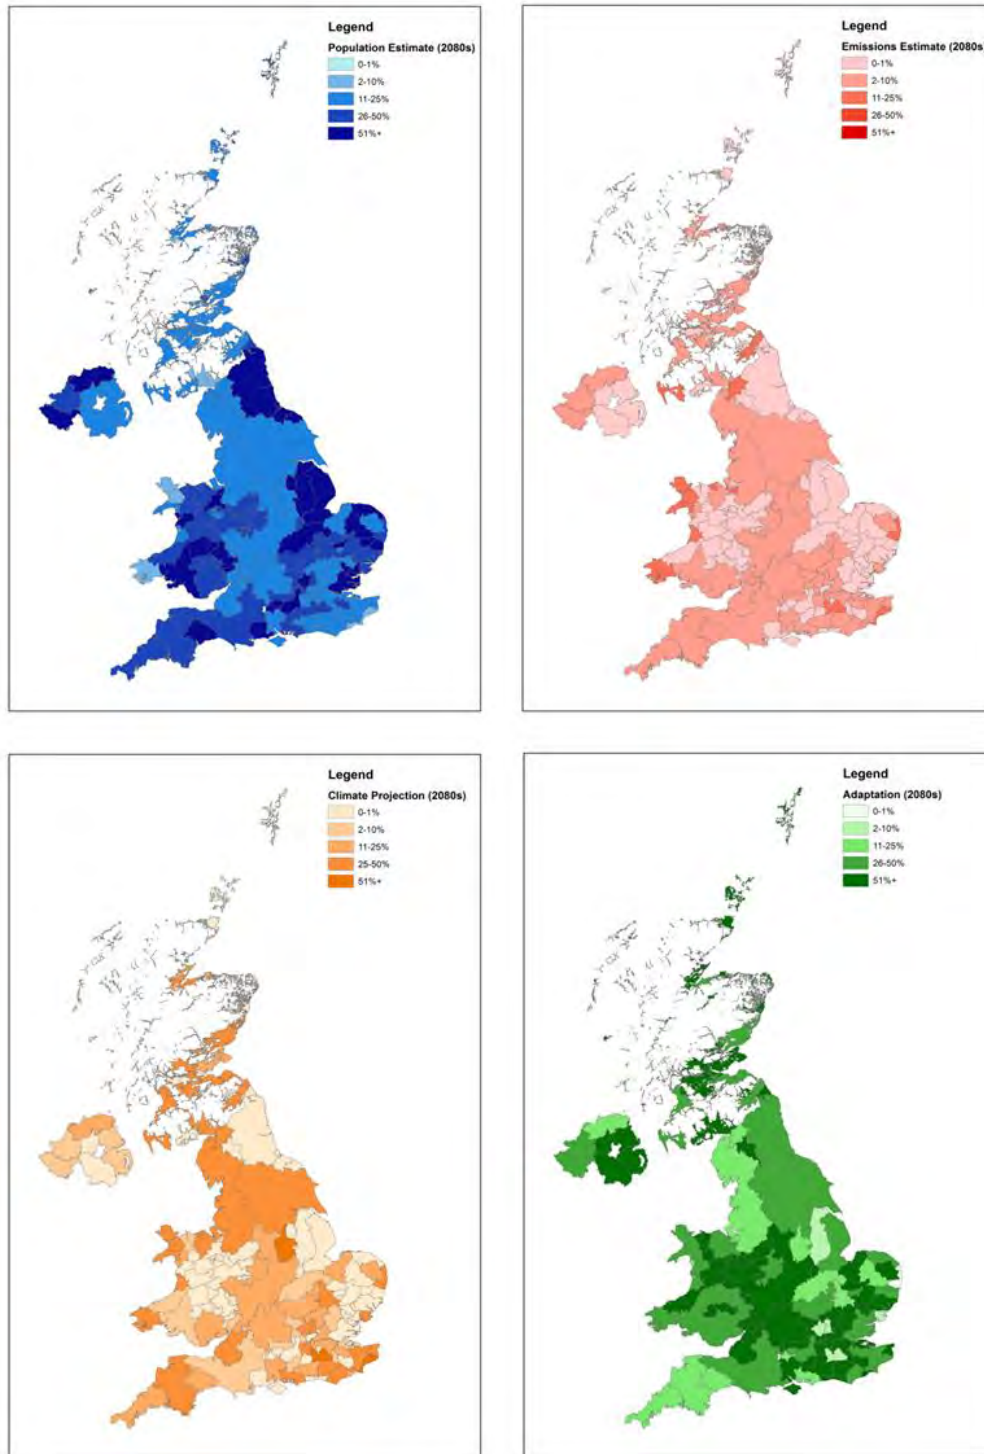 Legend
Population Estimate (2080s)
0-1%
2-10%
11-25%
26-50%
51%+
Legend
Emissions Estimate (2080s)
0-1%
2-10%
11-25%
26-50%
51%+
Legend
Climate Projection (2080s)
0-1%
2-10%
11-25%
25-50%
51%+
Legend
Adaptation (2080s)
0-1%
2-10%
11-25%
26-50%
51%+